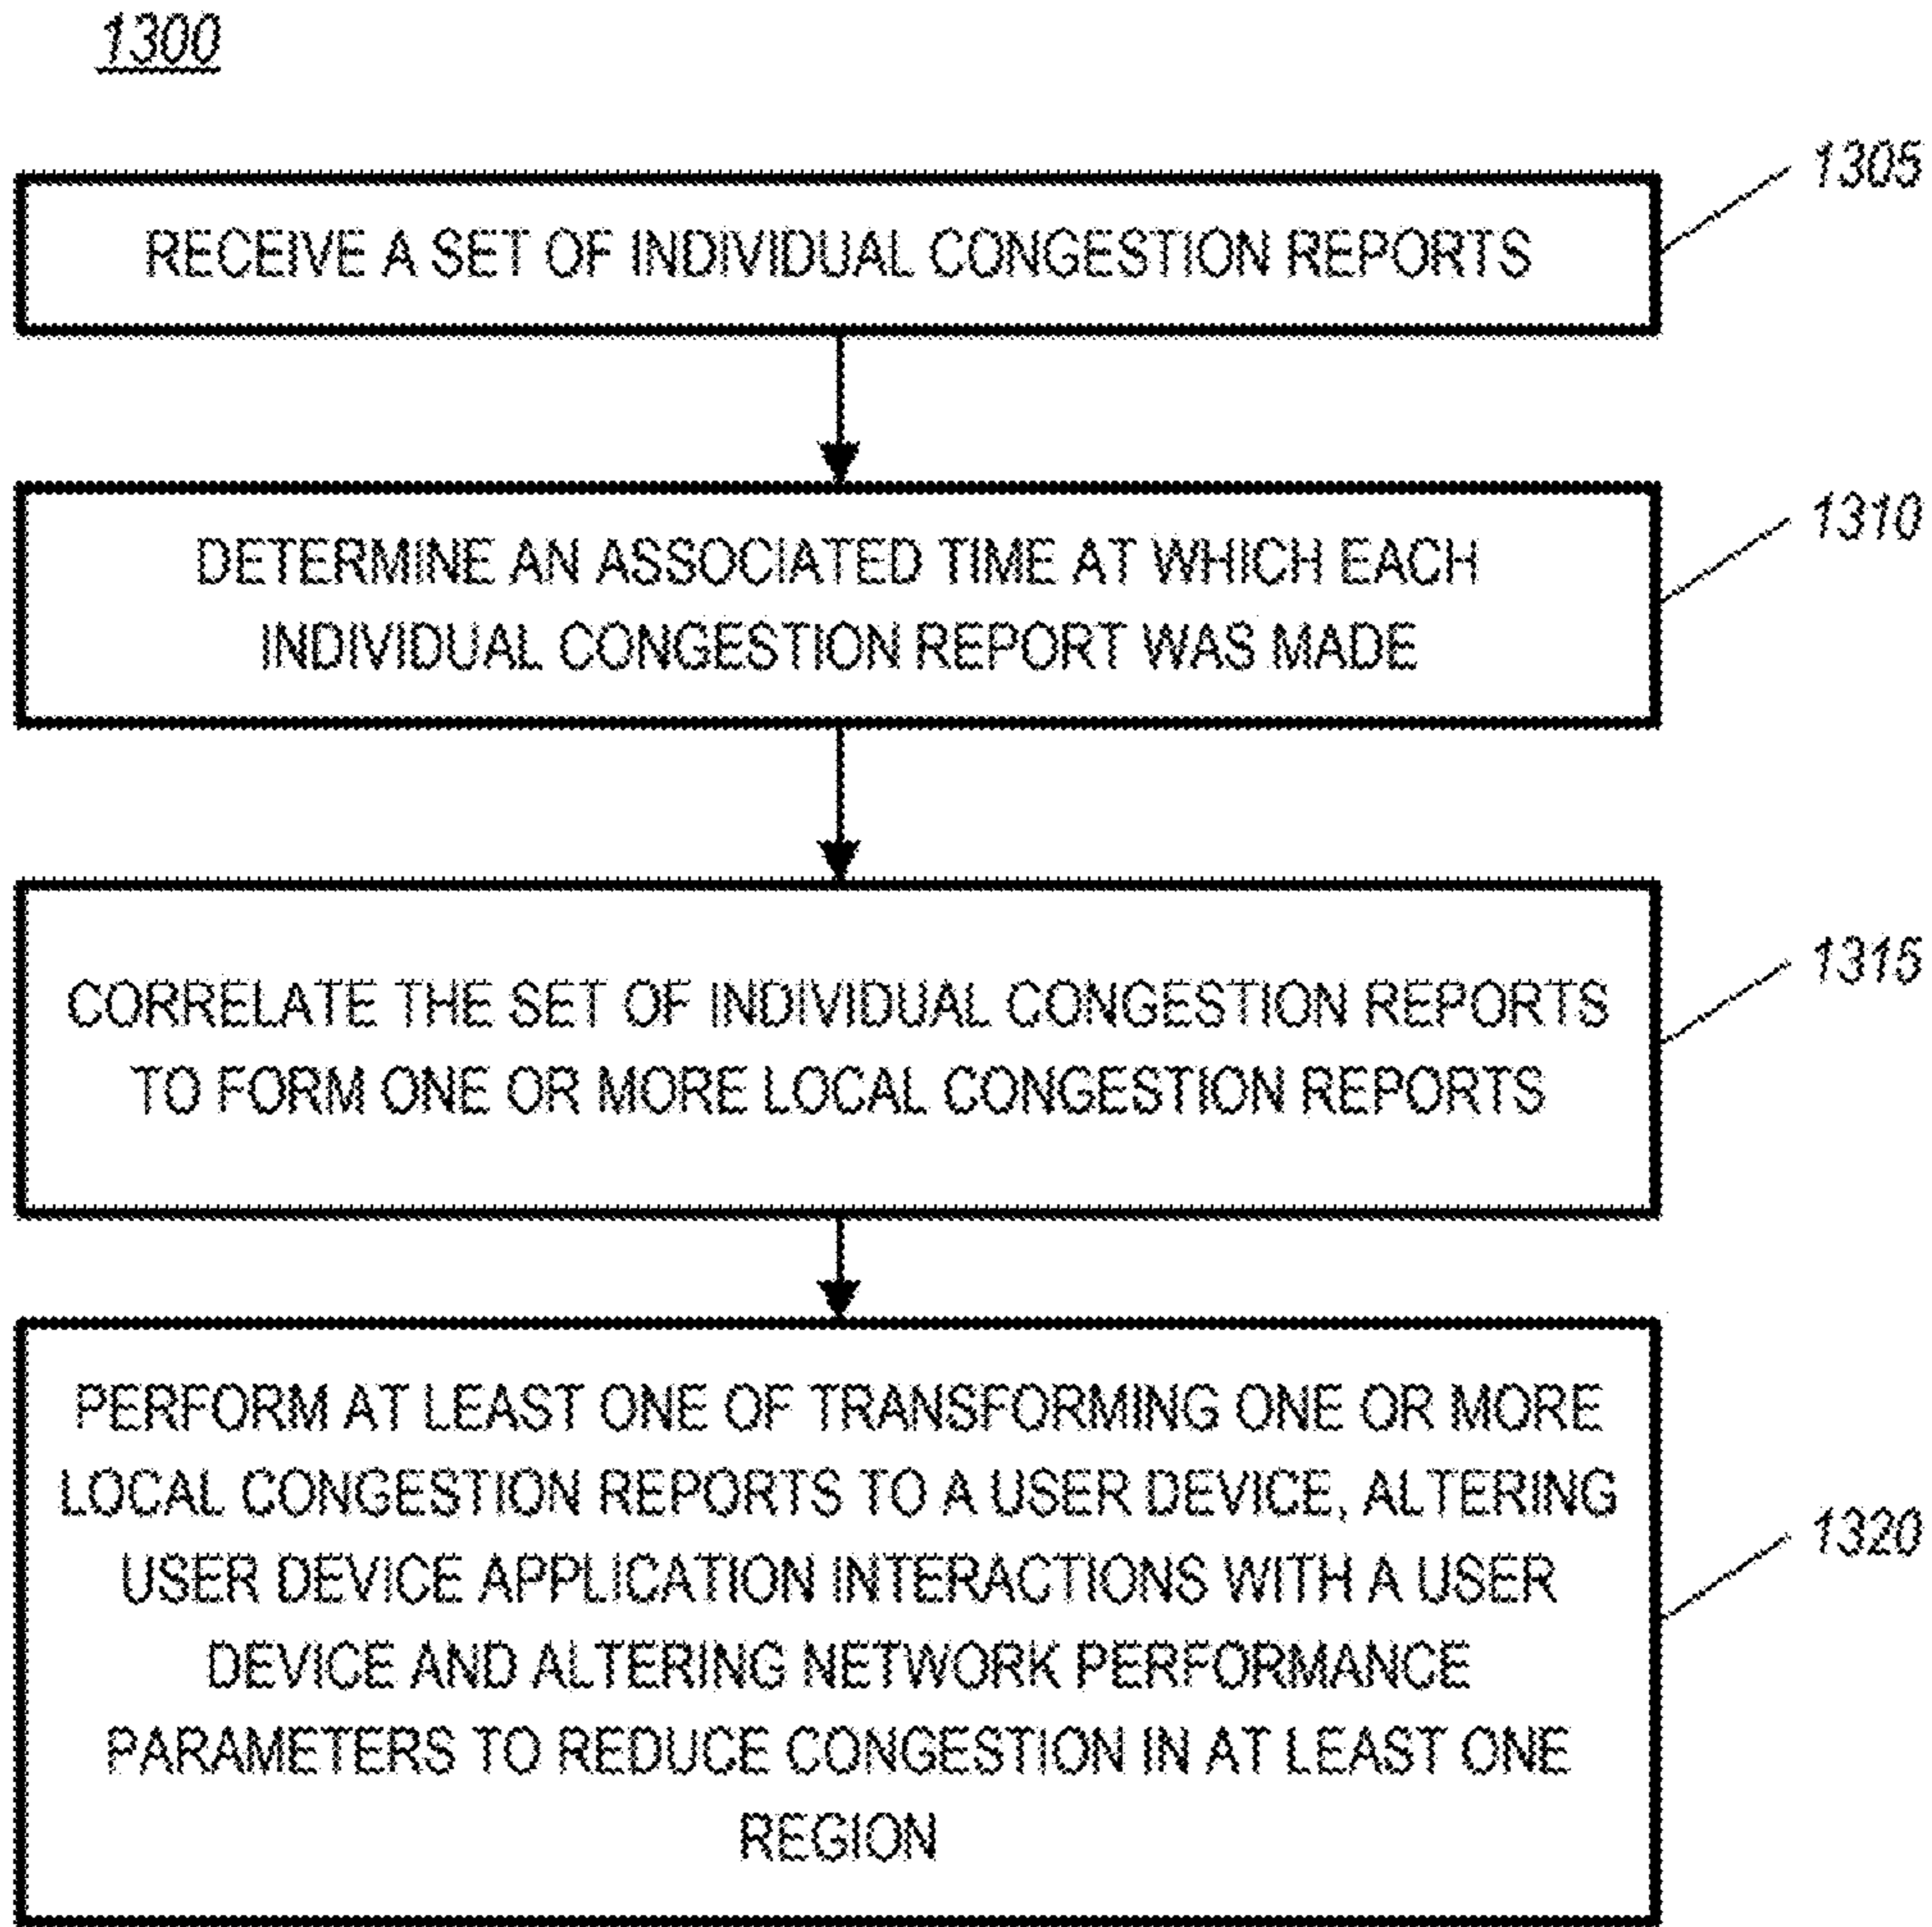 1300
1305
RECEIVE A SET OF INDIVIDUAL CONGESTION REPORTS
1310
DETERMINE AN ASSOCIATED TIME AT WHICH EACH
INDIVIDUAL CONGESTION REPORT WAS MADE
1315
CORRELATE THE SET OF INDIVIDUAL CONGESTION REPORTS
TO FORM ONE OR MORE LOCAL CONGESTION REPORTS
PERFORM AT LEAST ONE OF TRANSFORMING ONE OR MORE
LOCAL CONGESTION REPORTS TO A USER DEVICE, ALTERING
1320
USER DEVICE APPLICATION INTERACTIONS WITH A USER
DEVICE AND ALTERING NETWORK PERFORMANCE
PARAMETERS TO REDUCE CONGESTION IN AT LEAST ONE
REGION